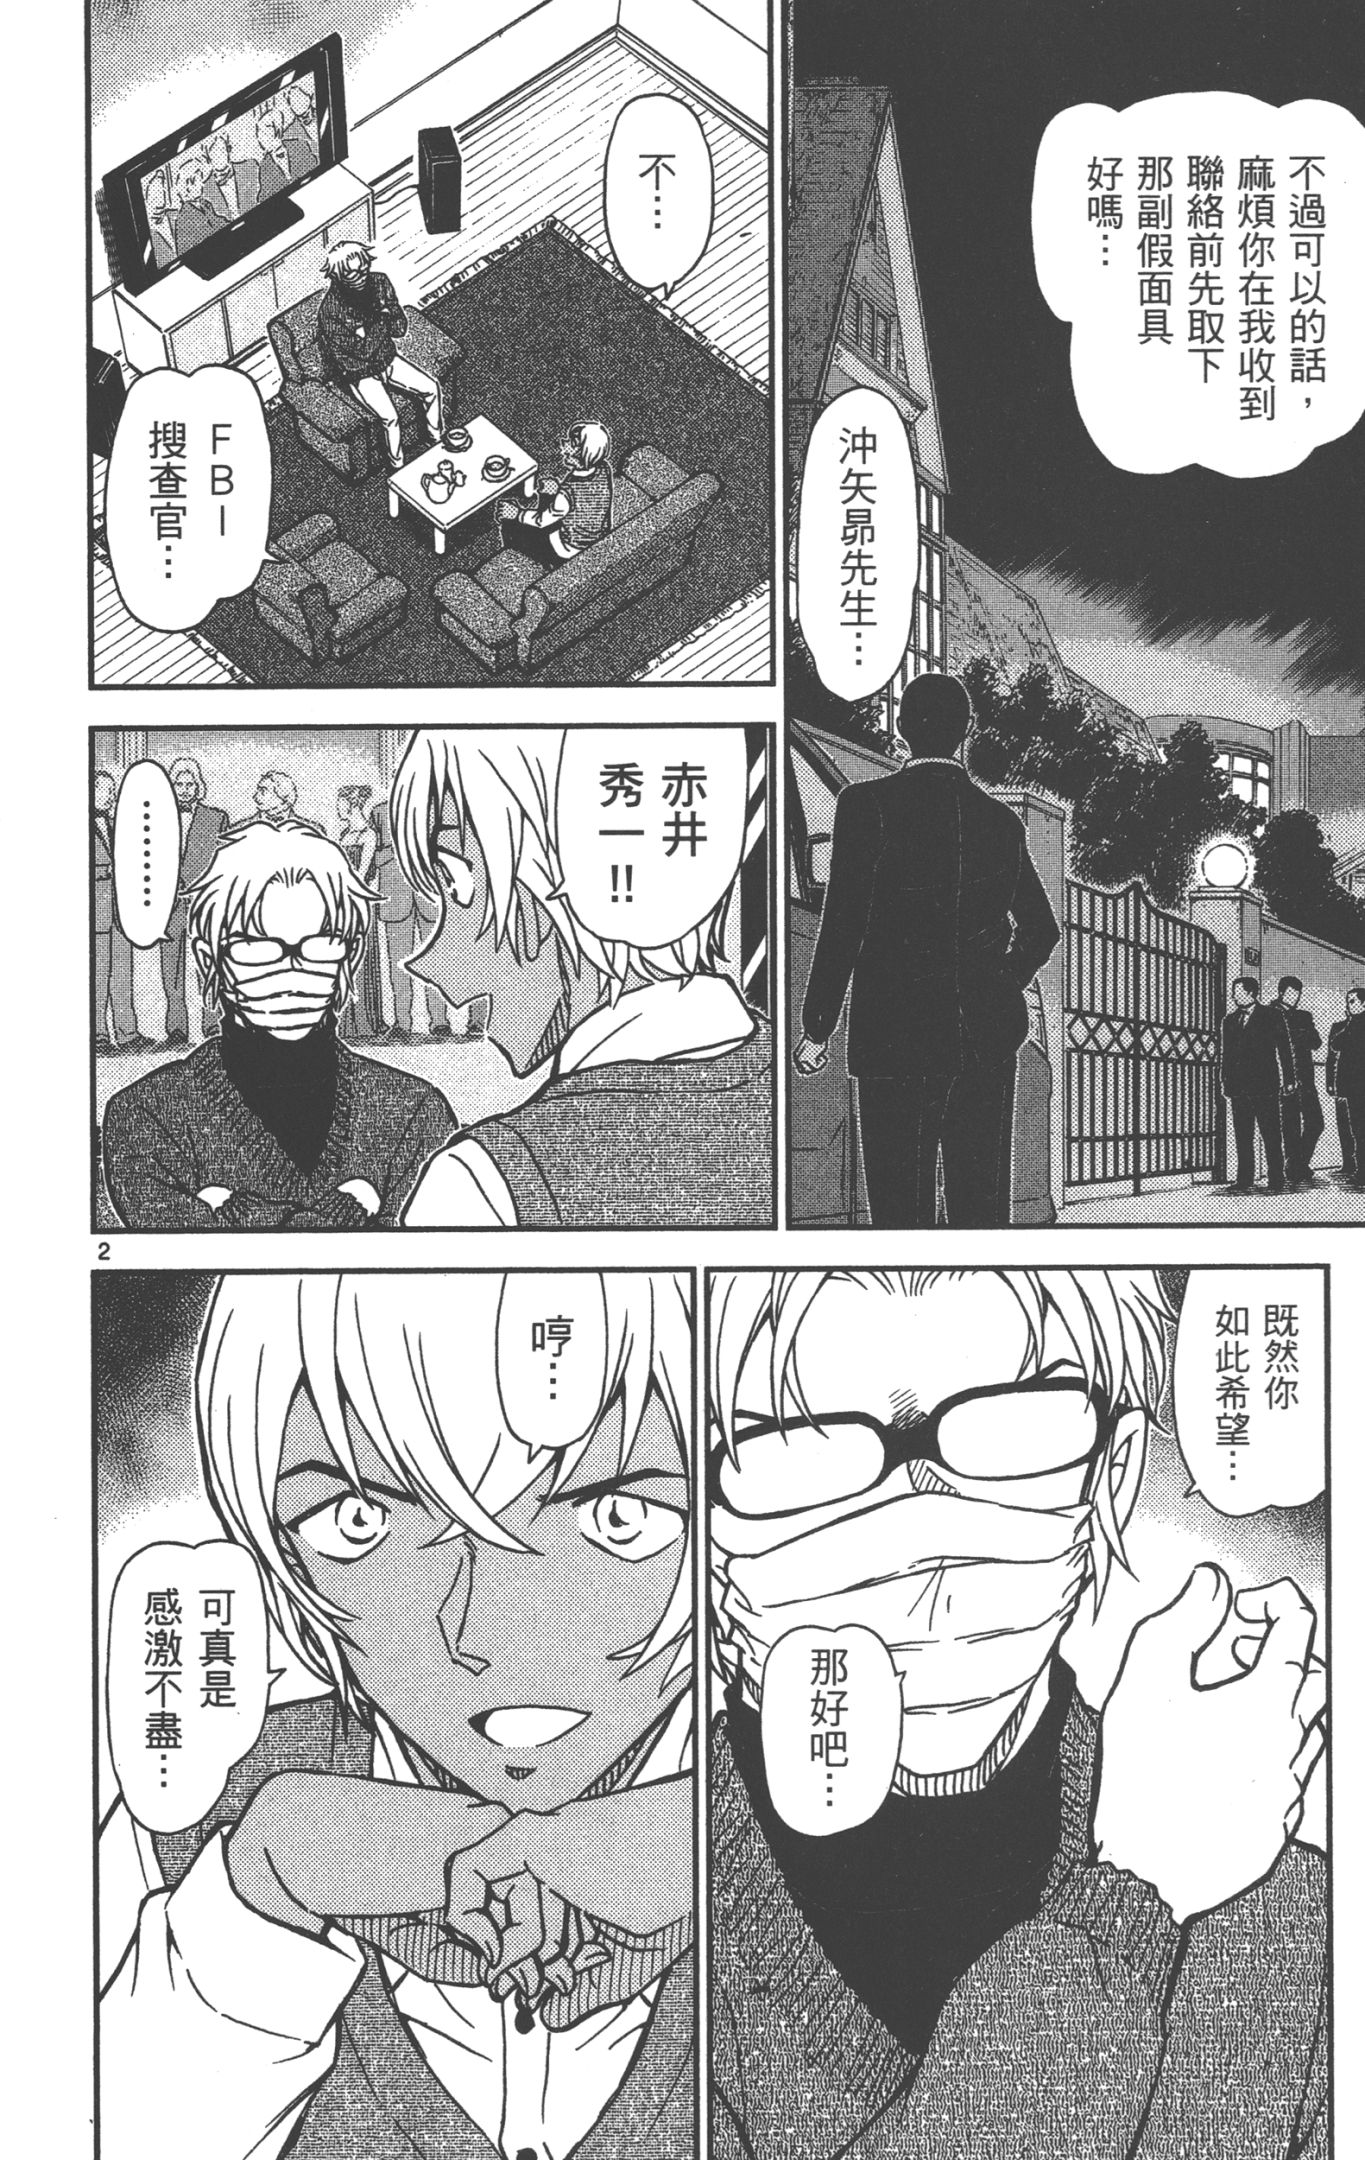 不過可以的話，
麻煩你在我收到
聯絡前先取下
那副假面具
好嗎…
沖矢昴先生…
不…
FBI
搜查官…
赤井
秀一!!
………
既然你
如此希望…
那好吧…
哼…
可真是
感激不盡…
2